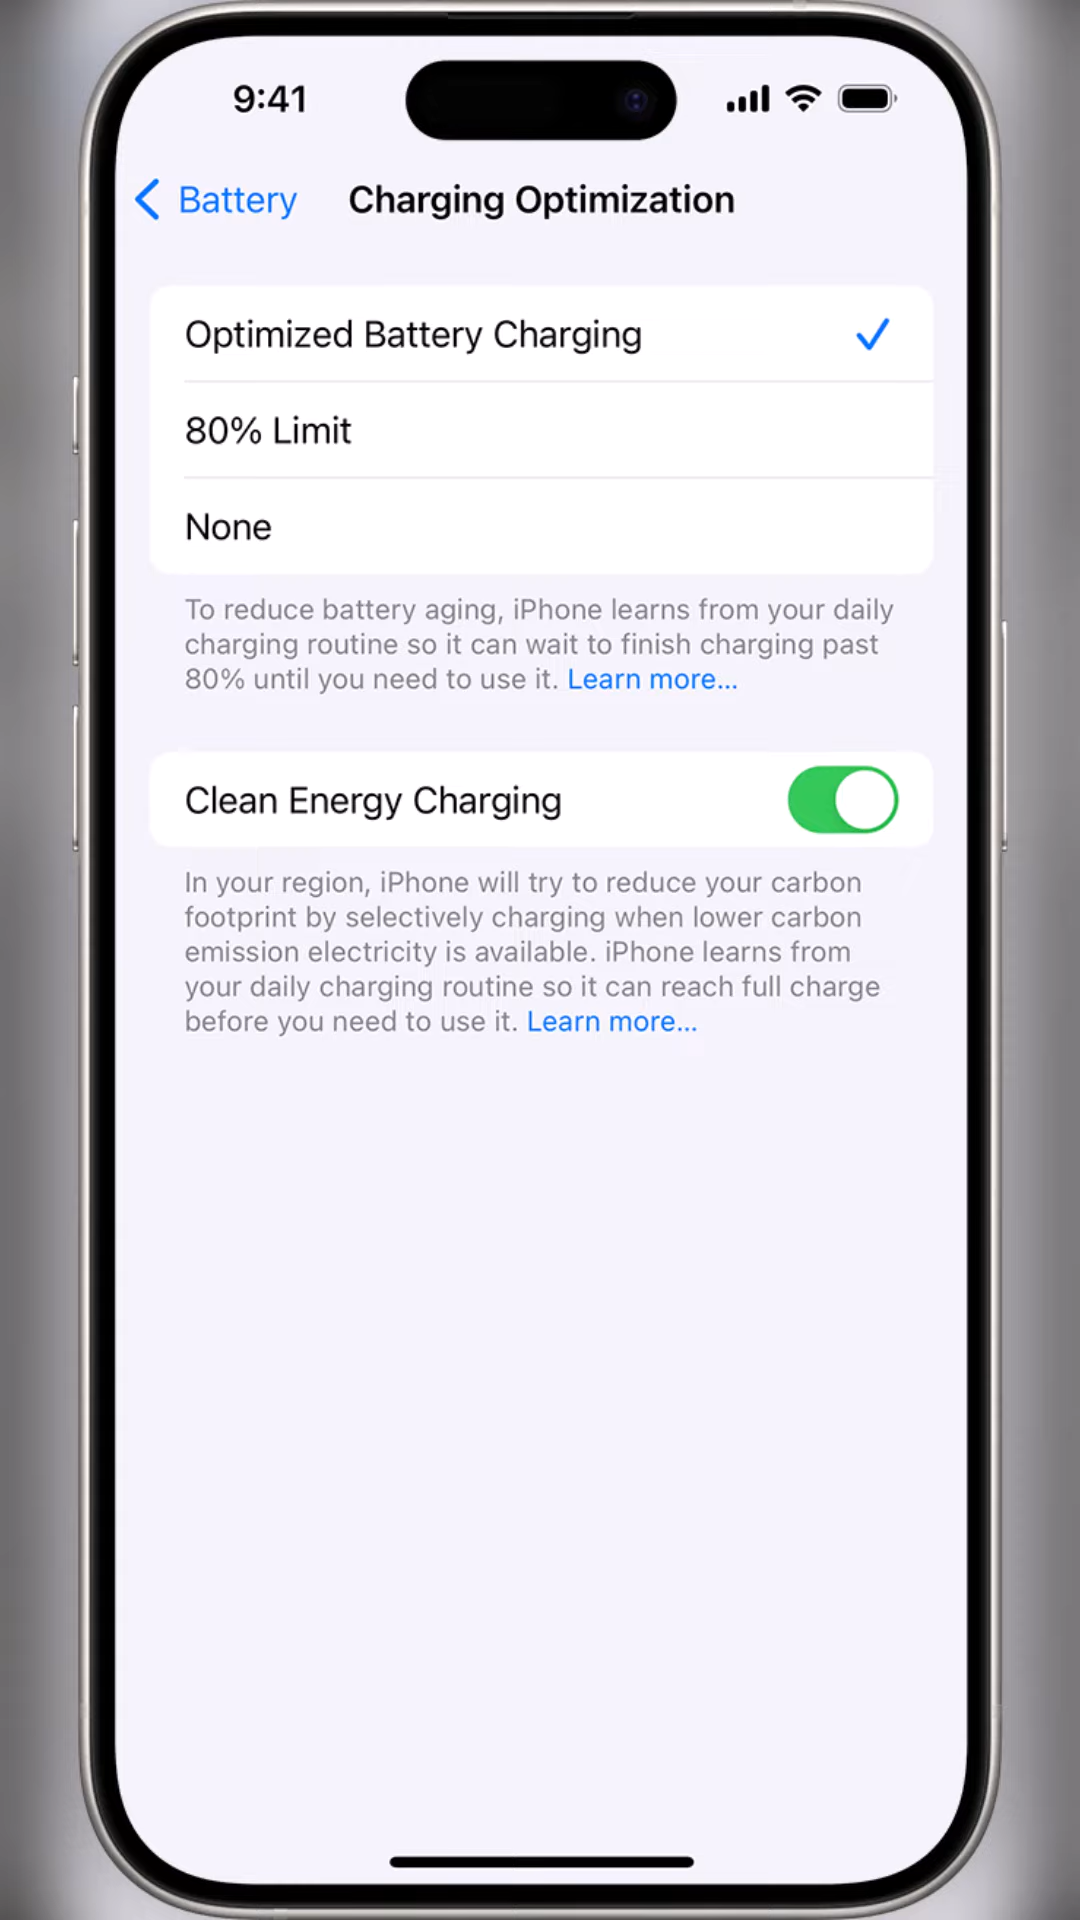 9:41
Battery
Charging Optimization
Optimized Battery Charging
80% Limit
None
To reduce battery aging, iPhone learns from your daily
charging routine so it can wait to finish charging past
80% until you need to use it. Learn more...
Clean Energy Charging
In your region, iPhone will try to reduce your carbon
footprint by selectively charging when lower carbon
emission electricity is available. iPhone learns from
your daily charging routine so it can reach full charge
before you need to use it. Learn more...